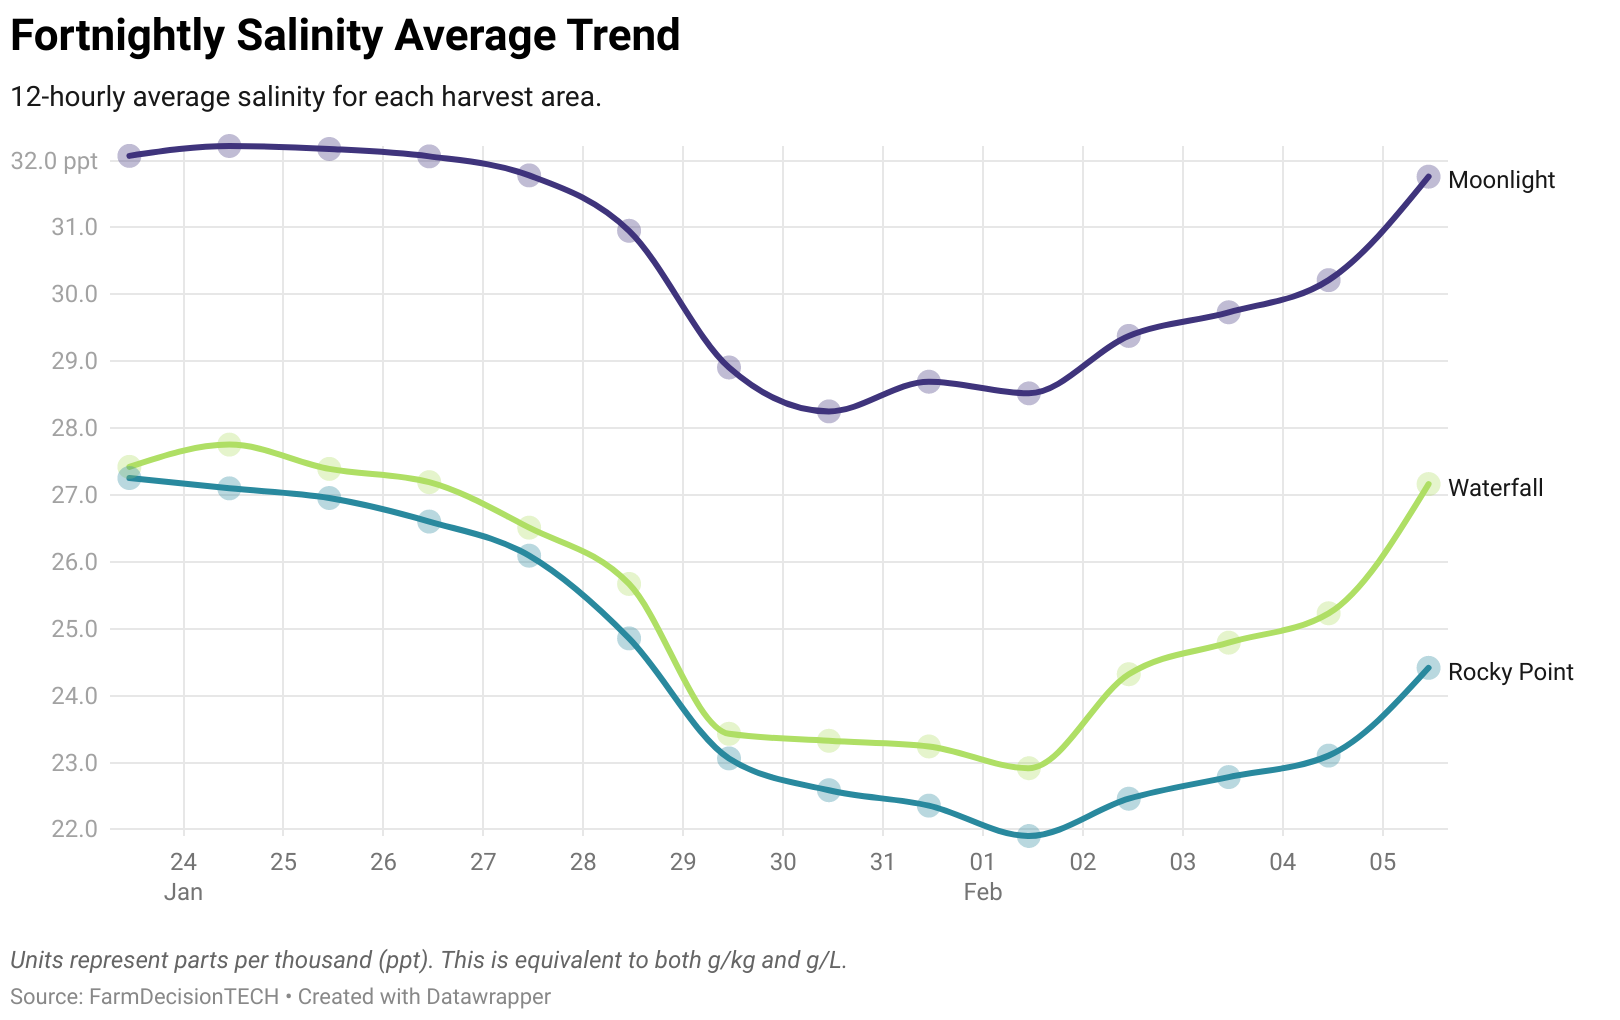 Fortnightly Salinity Average Trend
12-hourly average salinity for each harvest area.
32.0 ppt
Moonlight
31.0
30.0
29.0
28.0
27.0
Waterfall
26.0
25.0
Rocky Point
24.0
23.0
22.0
24 25 26 27 28 29 30 31 01 02 03 04 05
Jan Feb
Units represent parts per thousand (ppt). This is equivalent to both g/kg and g/L.
Source: FarmDecisionTECH • Created with Datawrapper